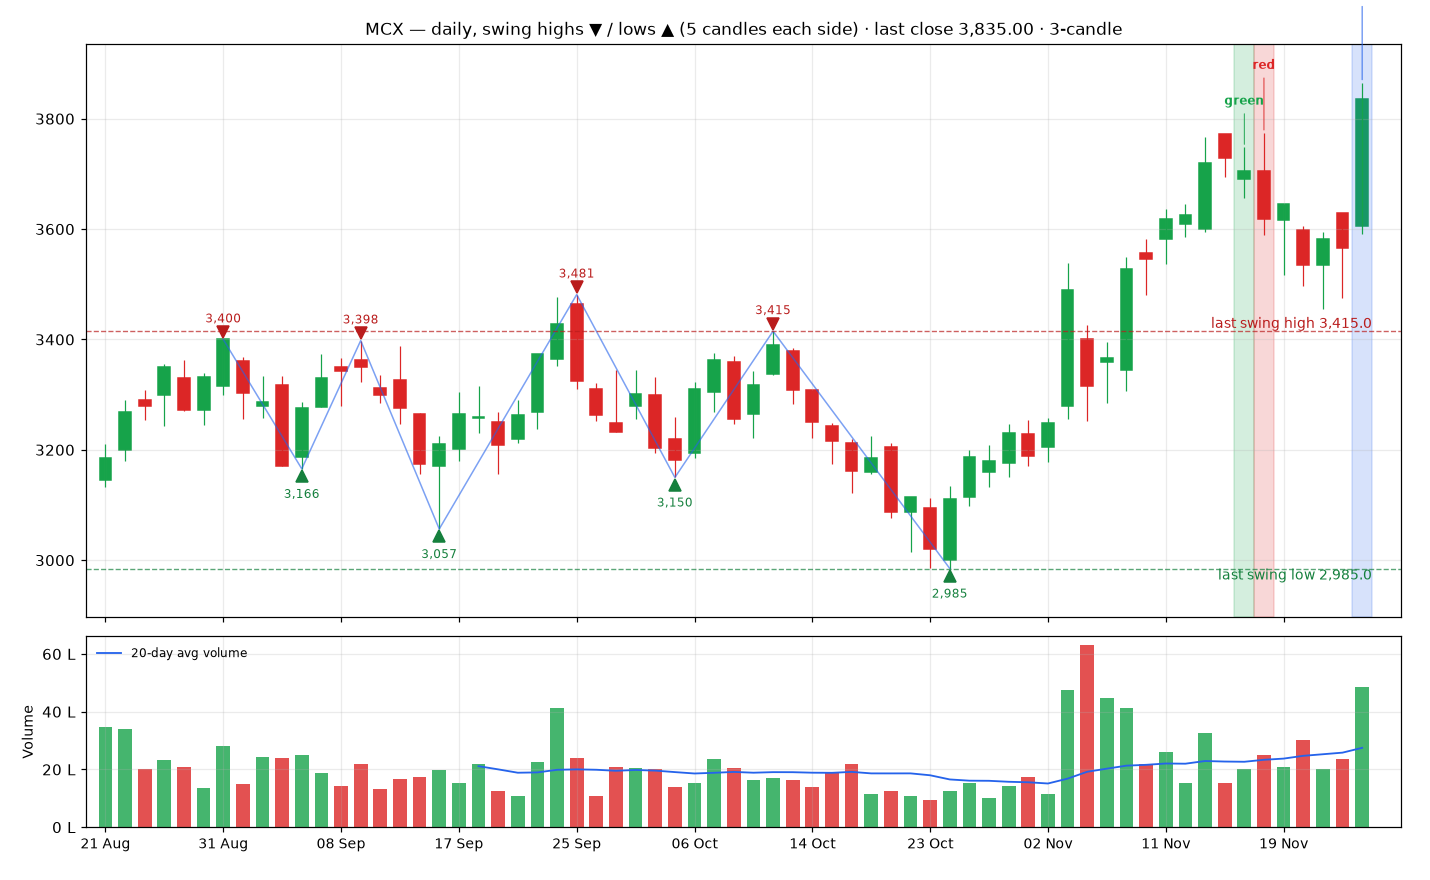 MCX — daily, swing highs ▼ / lows ▲ (5 candles each side) · last close 3,835.00 · 3-candle
red
green
3800
3600
3400
3200
3000
3,481
3,415
3,400
3,398
last swing high 3,415.0
3,166
3,150
3,057
last swing low 2,985.0
2,985
20-day avg volume
Volume
60 L
40 L
20 L
0 L
21 Aug 31 Aug 08 Sep 17 Sep 25 Sep 06 Oct 14 Oct 23 Oct 02 Nov 11 Nov 19 Nov